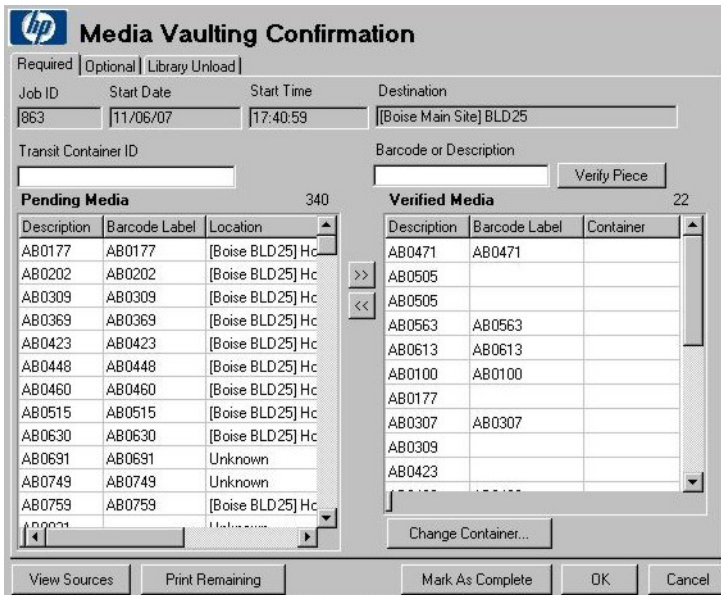 hp
Media Vaulting Confirmation
Required Optional Library Unload
Job ID Start Date Start Time Destination
863 11/06/07 17:40:59 [Boise Main Site] BLD25
Transit Container ID Barcode or Description
Verify Piece
Pending Media 340 Verified Media 22
Description Barcode Label Location
AB0177 AB0177 [Boise BLD25] Hc
AB0202 AB0202 [Boise BLD25] Hc
AB0309 AB0309 [Boise BLD25] Hc
AB0369 AB0369 [Boise BLD25] Hc
AB0423 AB0423 [Boise BLD25] Hc
AB0448 AB0448 [Boise BLD25] Hc
AB0460 AB0460 [Boise BLD25] Hc
AB0515 AB0515 [Boise BLD25] Hc
AB0630 AB0630 [Boise BLD25] Hc
AB0691 AB0691 Unknown
AB0749 AB0749 Unknown
AB0759 AB0759 [Boise BLD25] Hc
>>
<<
Description Barcode Label Container
AB0471 AB0471
AB0505
AB0505
AB0563 AB0563
AB0613 AB0613
AB0100 AB0100
AB0177
AB0307 AB0307
AB0309
AB0423
Change Container...
View Sources Print Remaining Mark As Complete OK Cancel